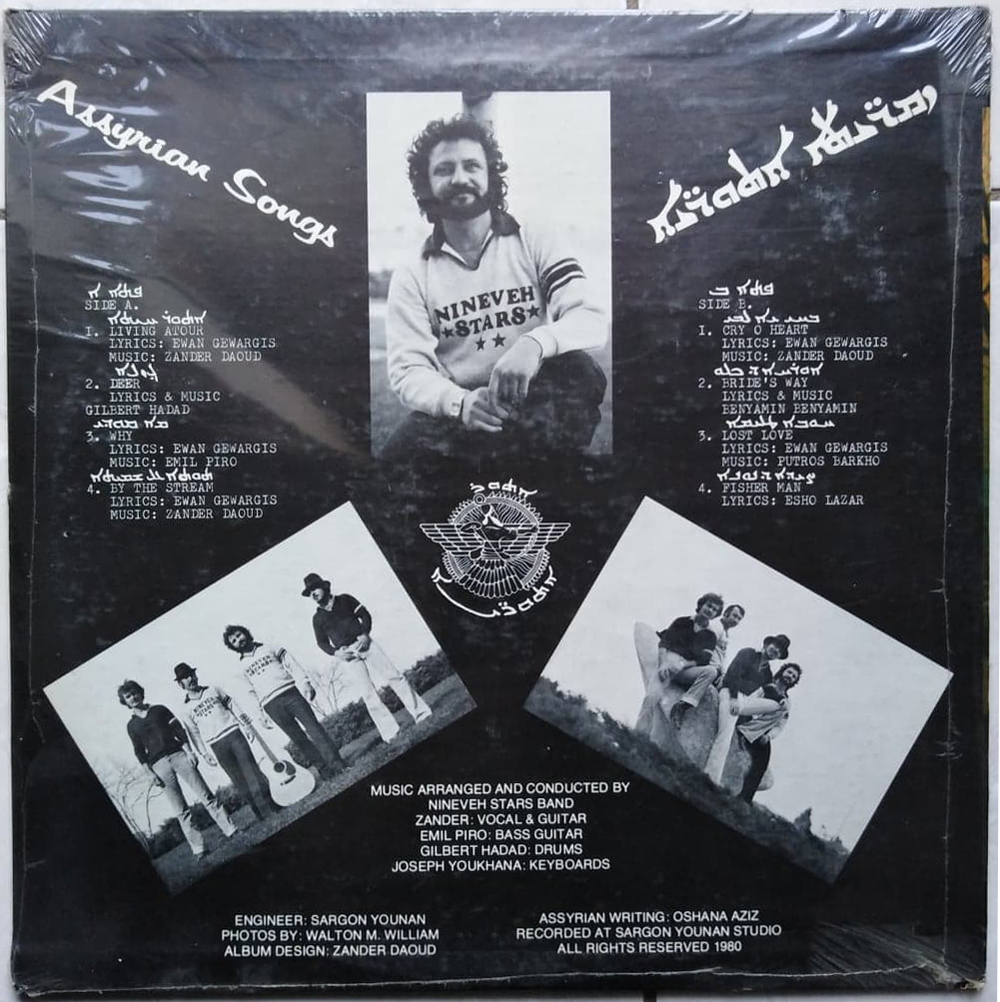 Assyrian Songs
NINEVEH
STARS
SIDE A.
1. LIVING ATOUR
LYRICS: EWAN GEWARGIS
MUSIC: ZANDER DAOUD
2. DEER
LYRICS & MUSIC
GILBERT HADAD
3. WHY
LYRICS: EWAN GEWARGIS
MUSIC: EMIL PIRO
4. BY THE STREAM
LYRICS: EWAN GEWARGIS
MUSIC: ZANDER DAOUD
SIDE B.
1. CRY O HEART
LYRICS: EWAN GEWARGIS
MUSIC: ZANDER DAOUD
2. BRIDE'S WAY
LYRICS & MUSIC
BENYAMIN BENYAMIN
3. LOST LOVE
LYRICS: EWAN GEWARGIS
MUSIC: PUTROS BARKHO
4. FISHER MAN
LYRICS: ESHO LAZAR
NINEVEH
STARS
NINEVEH
STARS
MUSIC ARRANGED AND CONDUCTED BY
NINEVEH STARS BAND
ZANDER: VOCAL & GUITAR
EMIL PIRO: BASS GUITAR
GILBERT HADAD: DRUMS
JOSEPH YOUKHANA: KEYBOARDS
ENGINEER: SARGON YOUNAN
PHOTOS BY: WALTON M. WILLIAM
ALBUM DESIGN: ZANDER DAOUD
ASSYRIAN WRITING: OSHANA AZIZ
RECORDED AT SARGON YOUNAN STUDIO
ALL RIGHTS RESERVED 1980